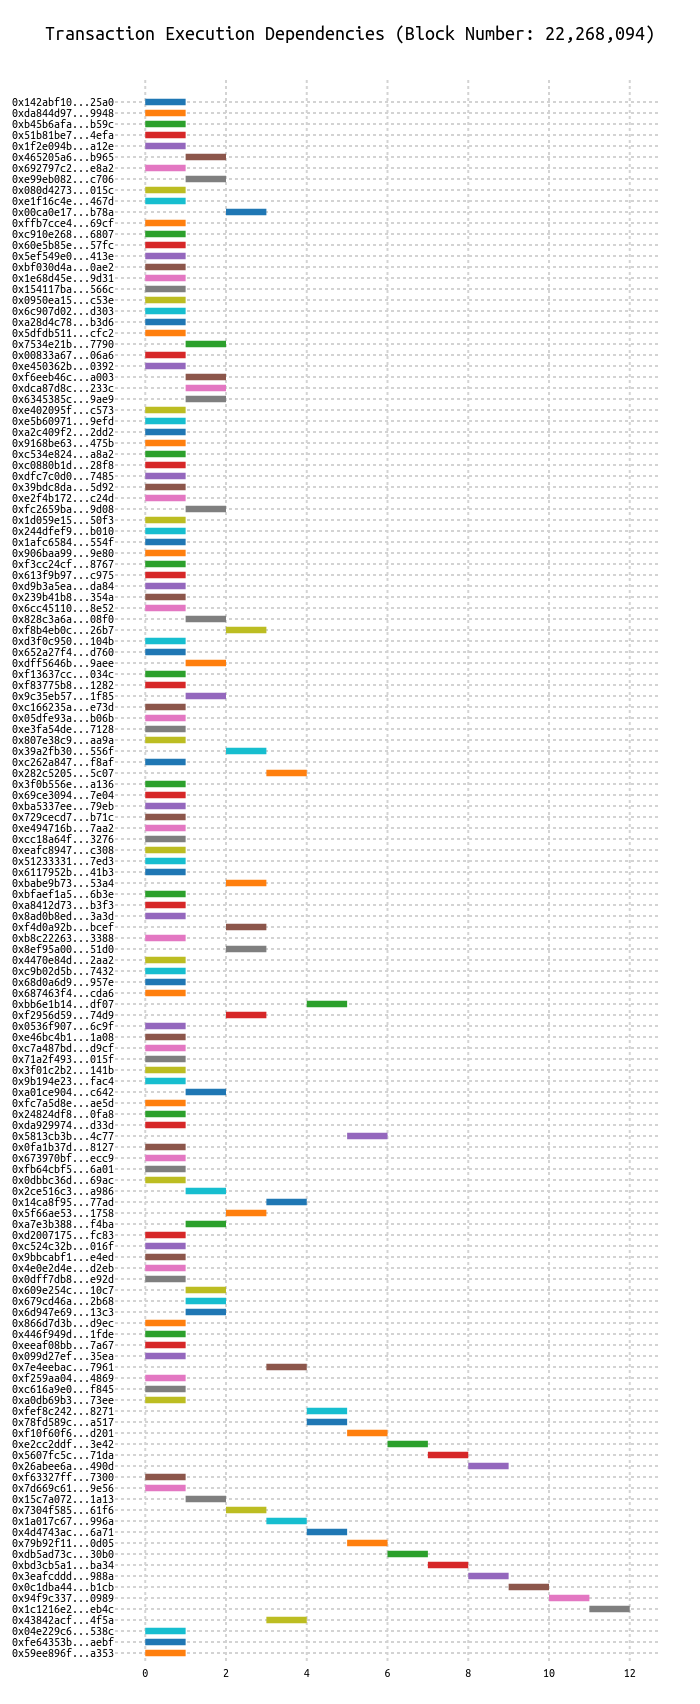 Transaction Execution Dependencies (Block Number: 22,268,094)
0x142abf10...25a0
0xda844d97...9948
0xb45b6afa...b59c
0x51b81be7...4efa
0x1f2e094b...a12e
0x465205a6...b965
0x692797c2...e8a2
0xe99eb082...c706
0x080d4273...015c
0xe1f16c4e...467d
0x00ca0e17...b78a
0xffb7cce4...69cf
0xc910e268...6807
0x60e5b85e...57fc
0x5ef549e0...413e
0xbf030d4a...0ae2
0x1e68d45e...9d31
0x154117ba...566c
0x0950ea15...c53e
0x6c907d02...d303
0xa28d4c78...b3d6
0x5dfdb511...cfc2
0x7534e21b...7790
0x00833a67...06a6
0xe450362b...0392
0xf6eeb46c...a003
0xdca87d8c...233c
0x6345385c...9ae9
0xe402095f...c573
0xe5b60971...9efd
0xa2c409f2...2dd2
0x9168be63...475b
0xc534e824...a8a2
0xc0880b1d...28f8
0xdfc7c0d0...7485
0x39bdc8da...5d92
0xe2f4b172...c24d
0xfc2659ba...9d08
0x1d059e15...50f3
0x244dfef9...b010
0x1afc6584...554f
0x906baa99...9e80
0xf3cc24cf...8767
0x613f9b97...c975
0xd9b3a5ea...da84
0x239b41b8...354a
0x6cc45110...8e52
0x828c3a6a...08f0
0xf8b4eb0c...26b7
0xd3f0c950...104b
0x652a27f4...d760
0xdff5646b...9aee
0xf13637cc...034c
0xf83775b8...1282
0x9c35eb57...1f85
0xc166235a...e73d
0x05dfe93a...b06b
0xe3fa54de...7128
0x807e38c9...aa9a
0x39a2fb30...556f
0xc262a847...f8af
0x282c5205...5c07
0x3f0b556e...a136
0x69ce3094...7e04
0xba5337ee...79eb
0x729cecd7...b71c
0xe494716b...7aa2
0xcc18a64f...3276
0xeafc8947...c308
0x51233331...7ed3
0x6117952b...41b3
0xbabe9b73...53a4
0xbfaef1a5...6b3e
0xa8412d73...b3f3
0x8ad0b8ed...3a3d
0xf4d0a92b...bcef
0xb8c22263...3388
0x8ef95a00...51d0
0x4470e84d...2aa2
0xc9b02d5b...7432
0x68d0a6d9...957e
0x687463f4...cda6
0xbb6e1b14...df07
0xf2956d59...74d9
0x0536f907...6c9f
0xe46bc4b1...1a08
0xc7a487bd...d9cf
0x71a2f493...015f
0x3f01c2b2...141b
0x9b194e23...fac4
0xa01ce904...c642
0xfc7a5d8e...ae5d
0x24824df8...0fa8
0xda929974...d33d
0x5813cb3b...4c77
0x0fa1b37d...8127
0x673970bf...ecc9
0xfb64cbf5...6a01
0x0dbbc36d...69ac
0x2ce516c3...a986
0x14ca8f95...77ad
0x5f66ae53...1758
0xa7e3b388...f4ba
0xd2007175...fc83
0xc524c32b...016f
0x9bbcabf1...e4ed
0x4e0e2d4e...d2eb
0x0dff7db8...e92d
0x609e254c...10c7
0x679cd46a...2b68
0x6d947e69...13c3
0x866d7d3b...d9ec
0x446f949d...1fde
0xeeaf08bb...7a67
0x099d27ef...35ea
0x7e4eebac...7961
0xf259aa04...4869
0xc616a9e0...f845
0xa0db69b3...73ee
0xfef8c242...8271
0x78fd589c...a517
0xf10f60f6...d201
0xe2cc2ddf...3e42
0x5607fc5c...71da
0x26abee6a...490d
0xf63327ff...7300
0x7d669c61...9e56
0x15c7a072...1a13
0x7304f585...61f6
0x1a017c67...996a
0x4d4743ac...6a71
0x79b92f11...0d05
0xdb5ad73c...30b0
0xbd3cb5a1...ba34
0x3eafcddd...988a
0x0c1dba44...b1cb
0x94f9c337...0989
0x1c1216e2...eb4c
0x43842acf...4f5a
0x04e229c6...538c
0xfe64353b...aebf
0x59ee896f...a353
0 2 4 6 8 10 12